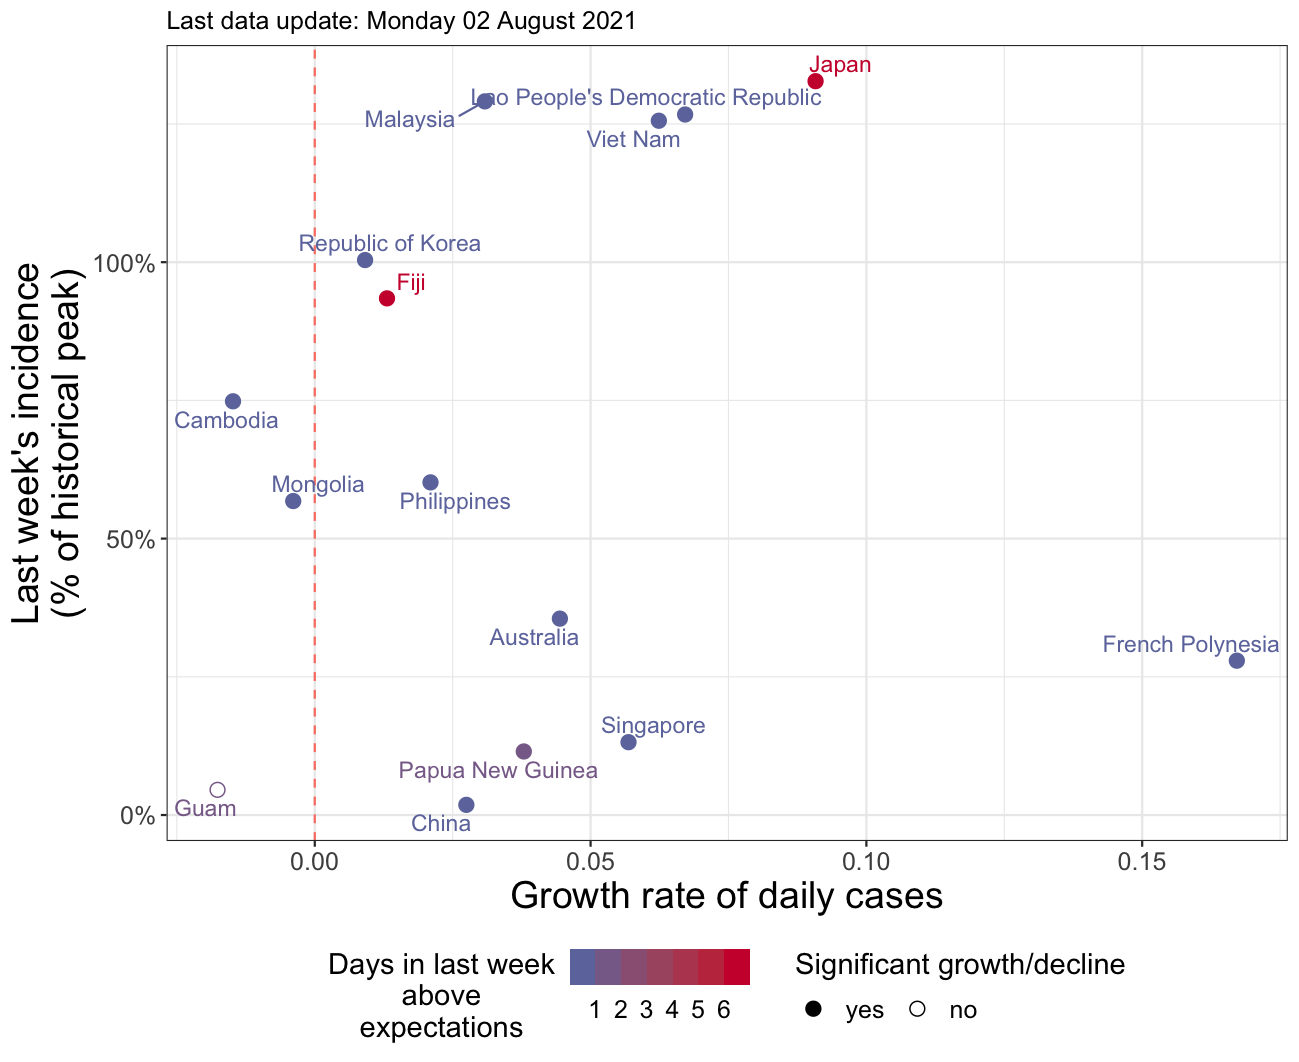 Last data update: Monday 02 August 2021
Japan
Lao People's Democratic Republic
Malaysia
Viet Nam
Republic of Korea
Fiji
Cambodia
Mongolia
Philippines
Australia
French Polynesia
Singapore
Papua New Guinea
Guam
China
Last week's incidence
(% of historical peak)
100%
50%
0%
0.00 0.05 0.10 0.15
Growth rate of daily cases
Days in last week
above
expectations
1 2 3 4 5 6
Significant growth/decline
yes no